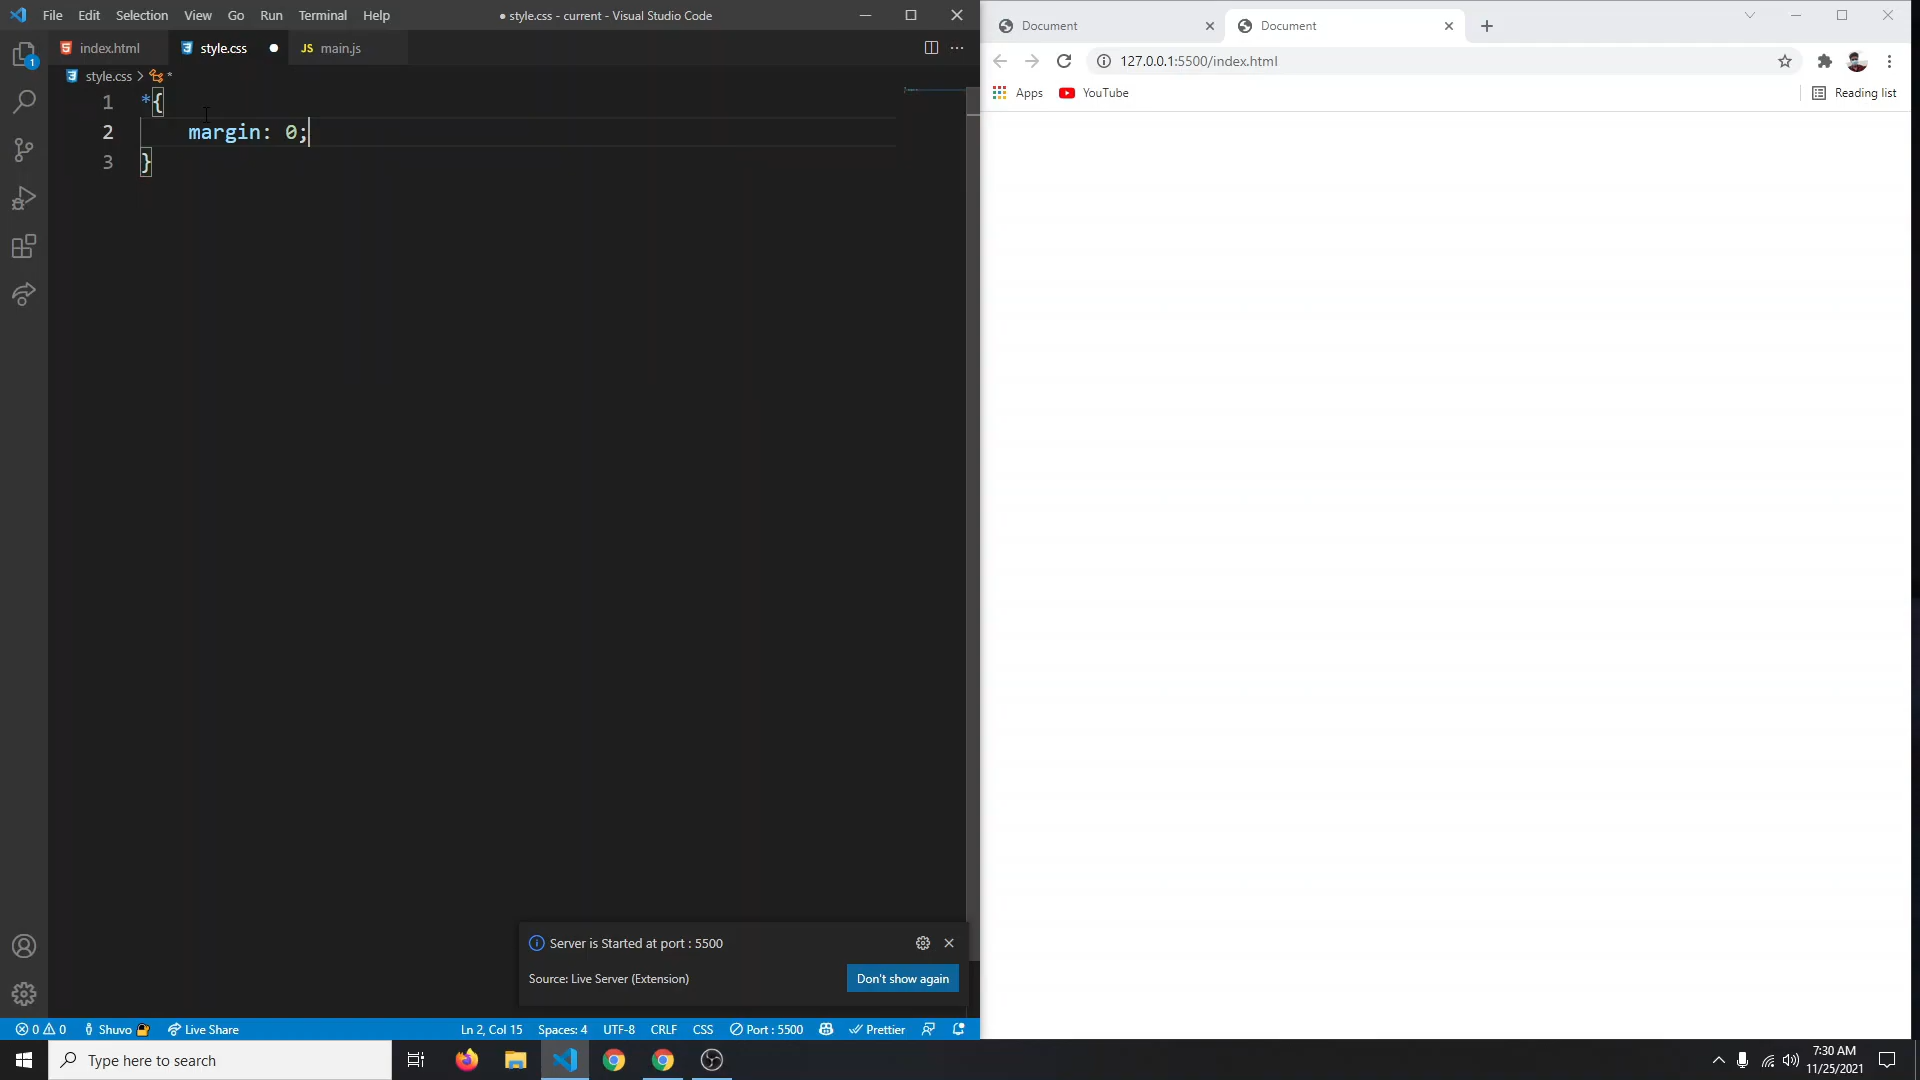 File Edit Selection View Go Run Terminal Help
● style.css - current - Visual Studio Code
index.html
style.css ●
JS main.js
style.css > *
1 *{
2 margin: 0;
3 }
Server is Started at port : 5500
Source: Live Server (Extension)
Don't show again
0 0 Shuvo Live Share Ln 2, Col 15 Spaces: 4 UTF-8 CRLF CSS Port : 5500 Prettier
Document
Document
127.0.0.1:5500/index.html
Apps YouTube Reading list
1
Type here to search
7:30 AM
11/25/2021